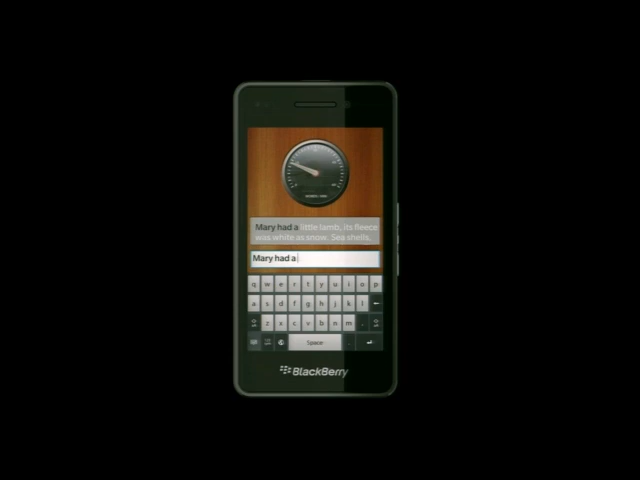 Mary had a little lamb, its fleece
was white as snow. Sea shells,
Mary had a
q w e r t y u i o p
a s d f g h j k l
z x c v b n m .
Space
BlackBerry